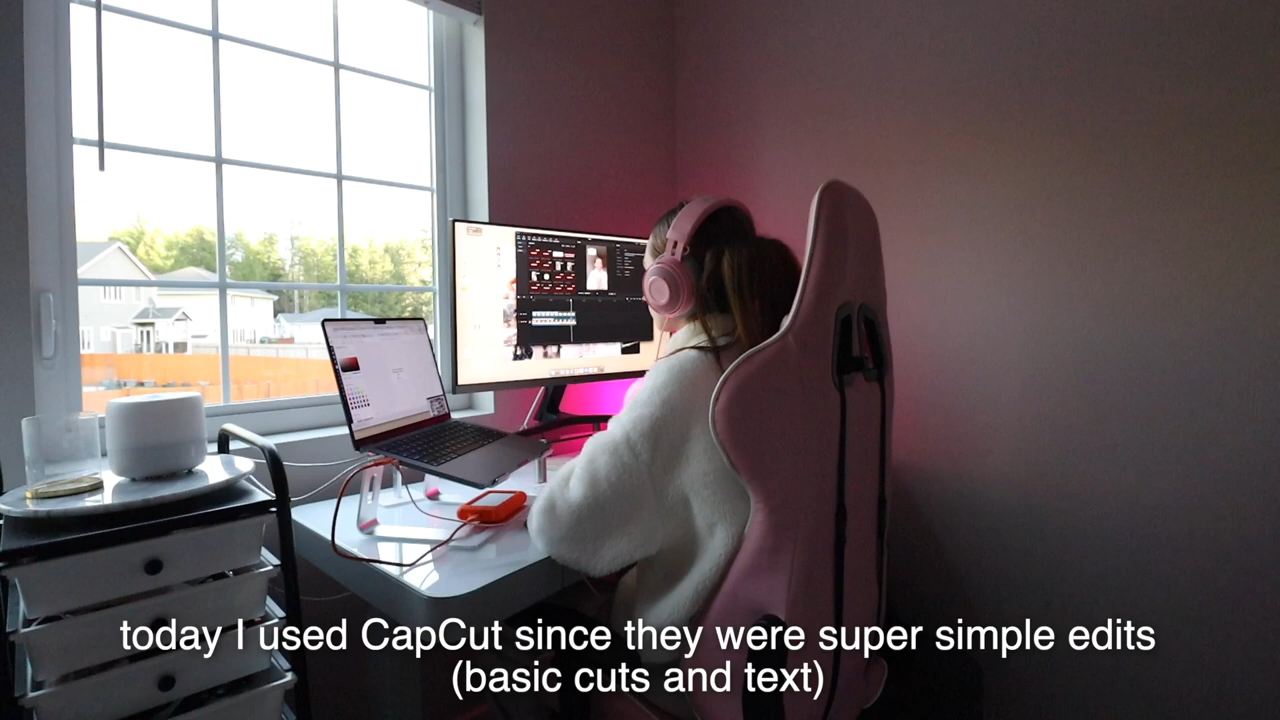 today I used CapCut since they were super simple edits
(basic cuts and text)